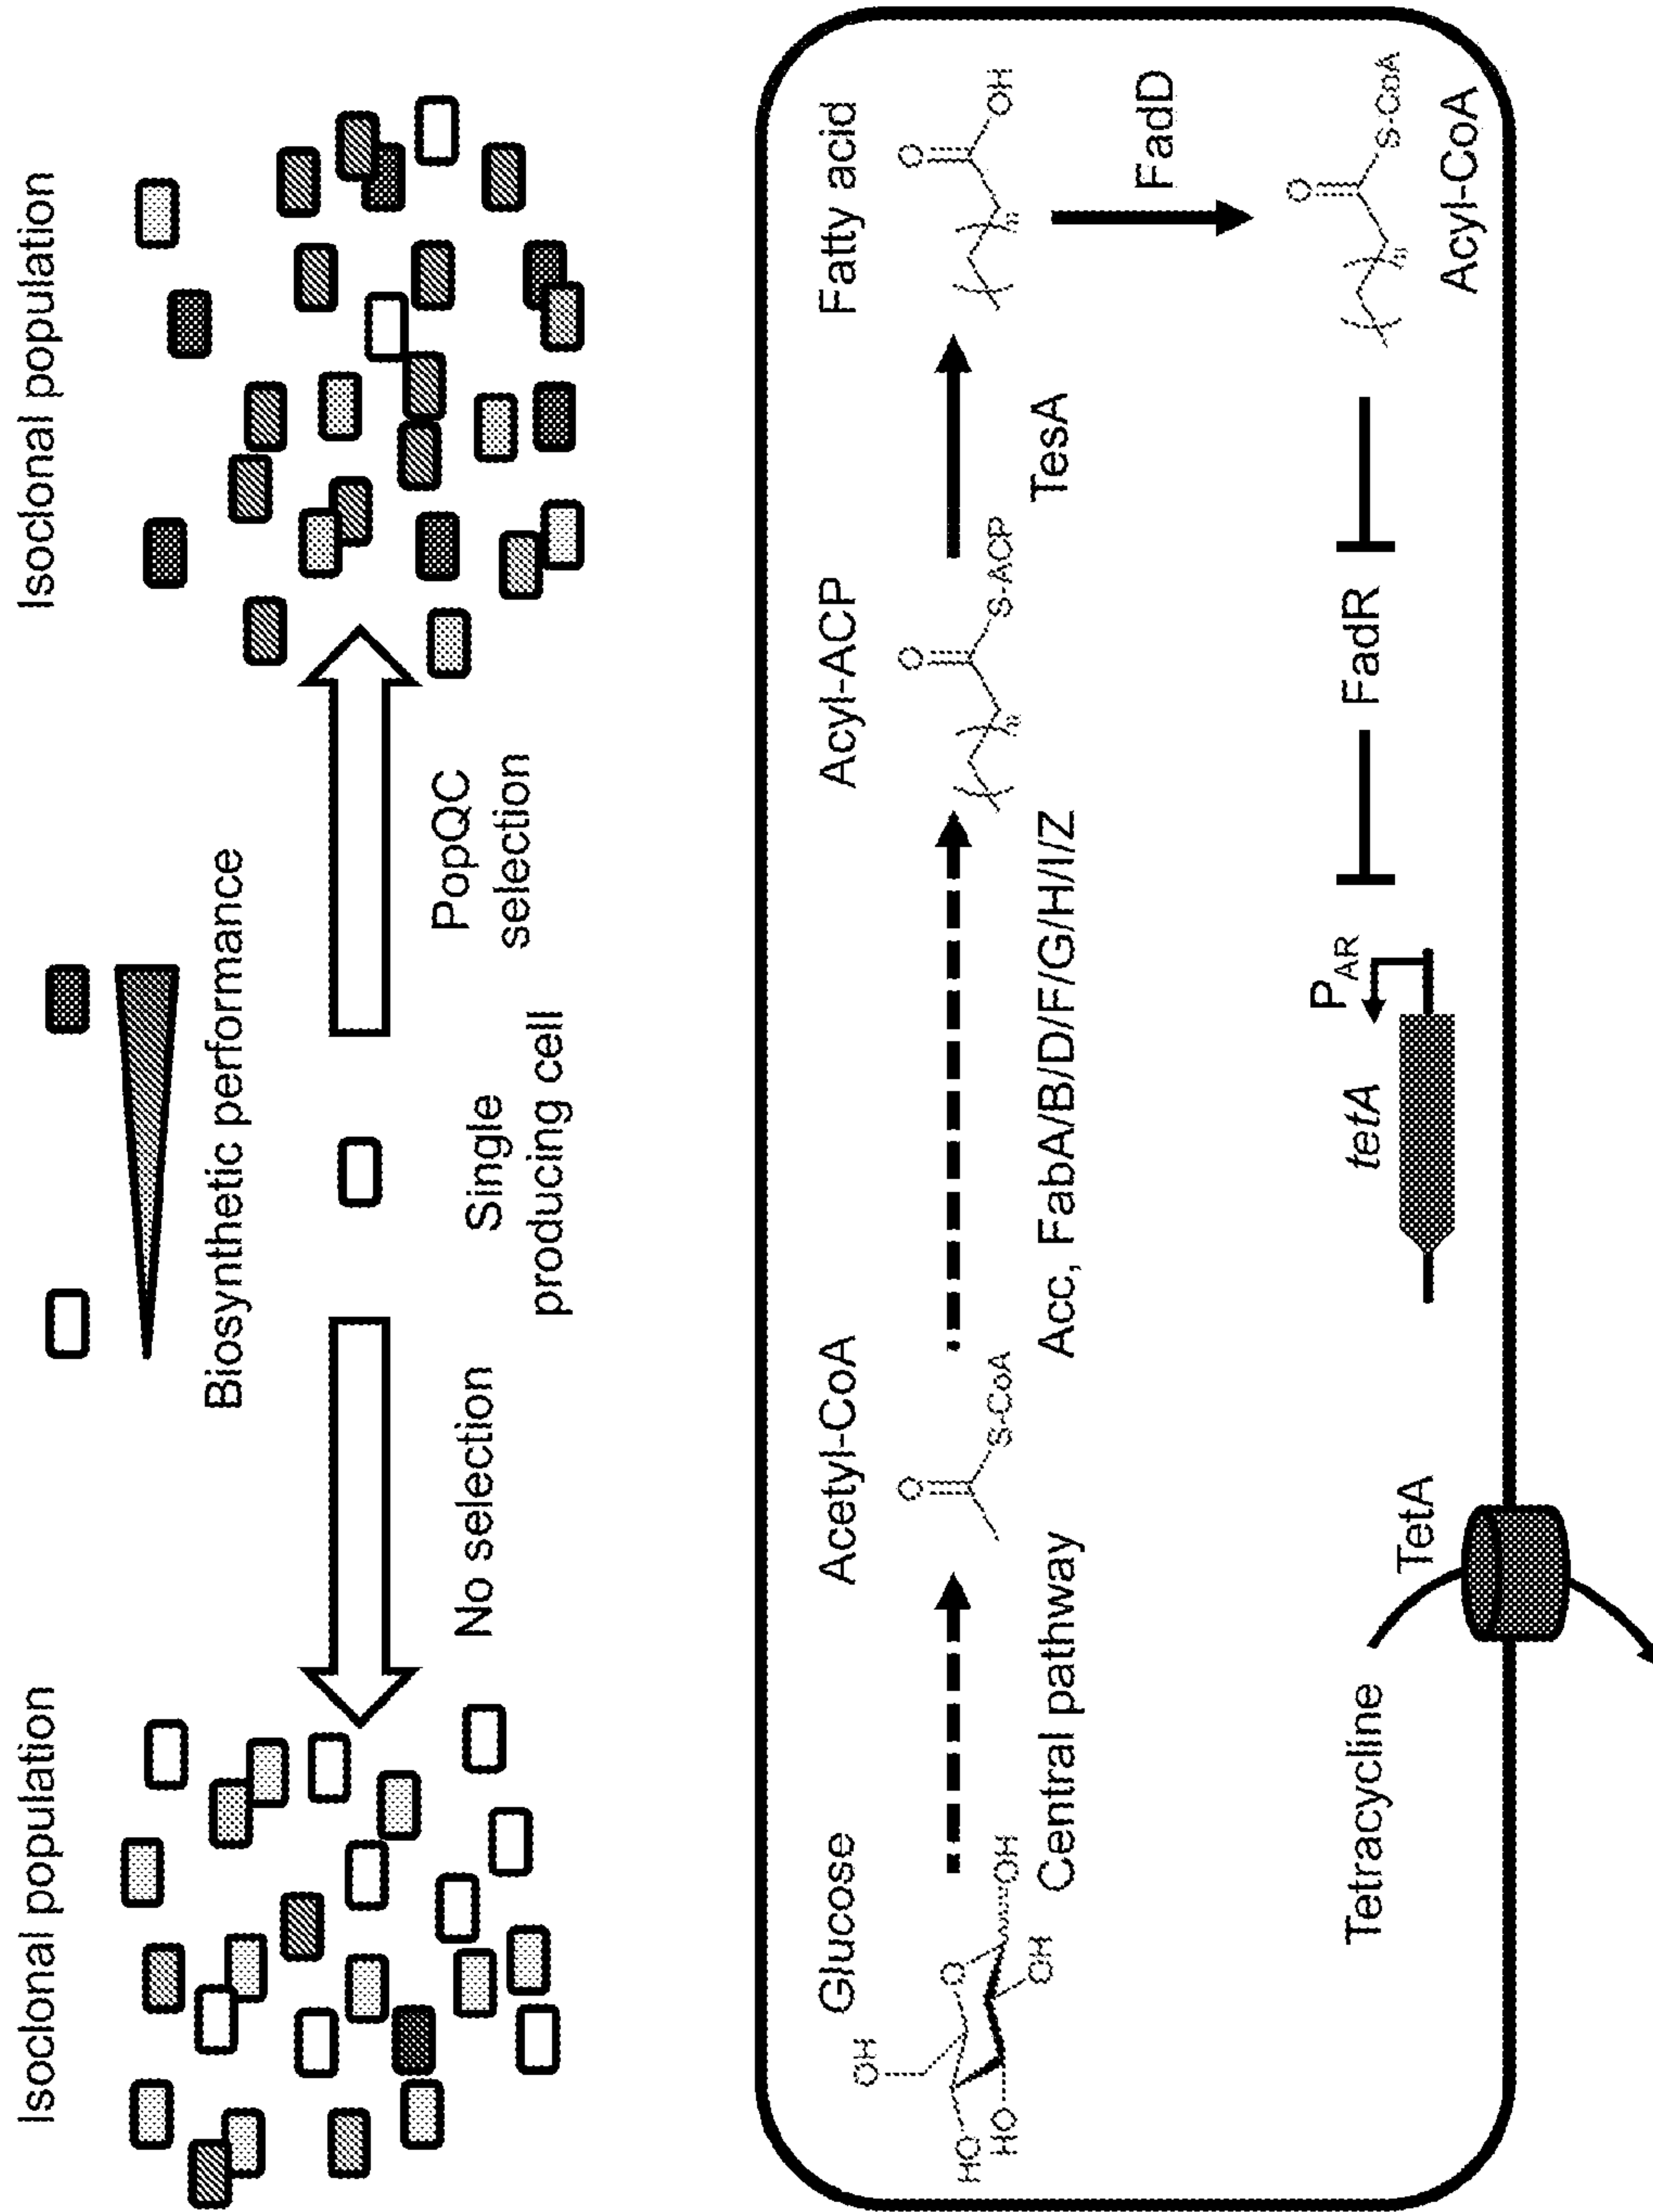 Biosynthetic performance
Isoclonal population
Isoclonal population
No selection
Single
producing cell
PopQC
selection
Glucose
Acetyl-CoA
Acyl-ACP
Fatty acid
OH
HO
HO
O
OH
OH
O
S-CoA
O
S-ACP
n
O
OH
n
Central pathway
Acc, FabA/B/D/F/G/H/I/Z
TesA
FadD
Tetracycline
TetA
tetA
PAR
FadR
O
S-CoA
n
Acyl-CoA